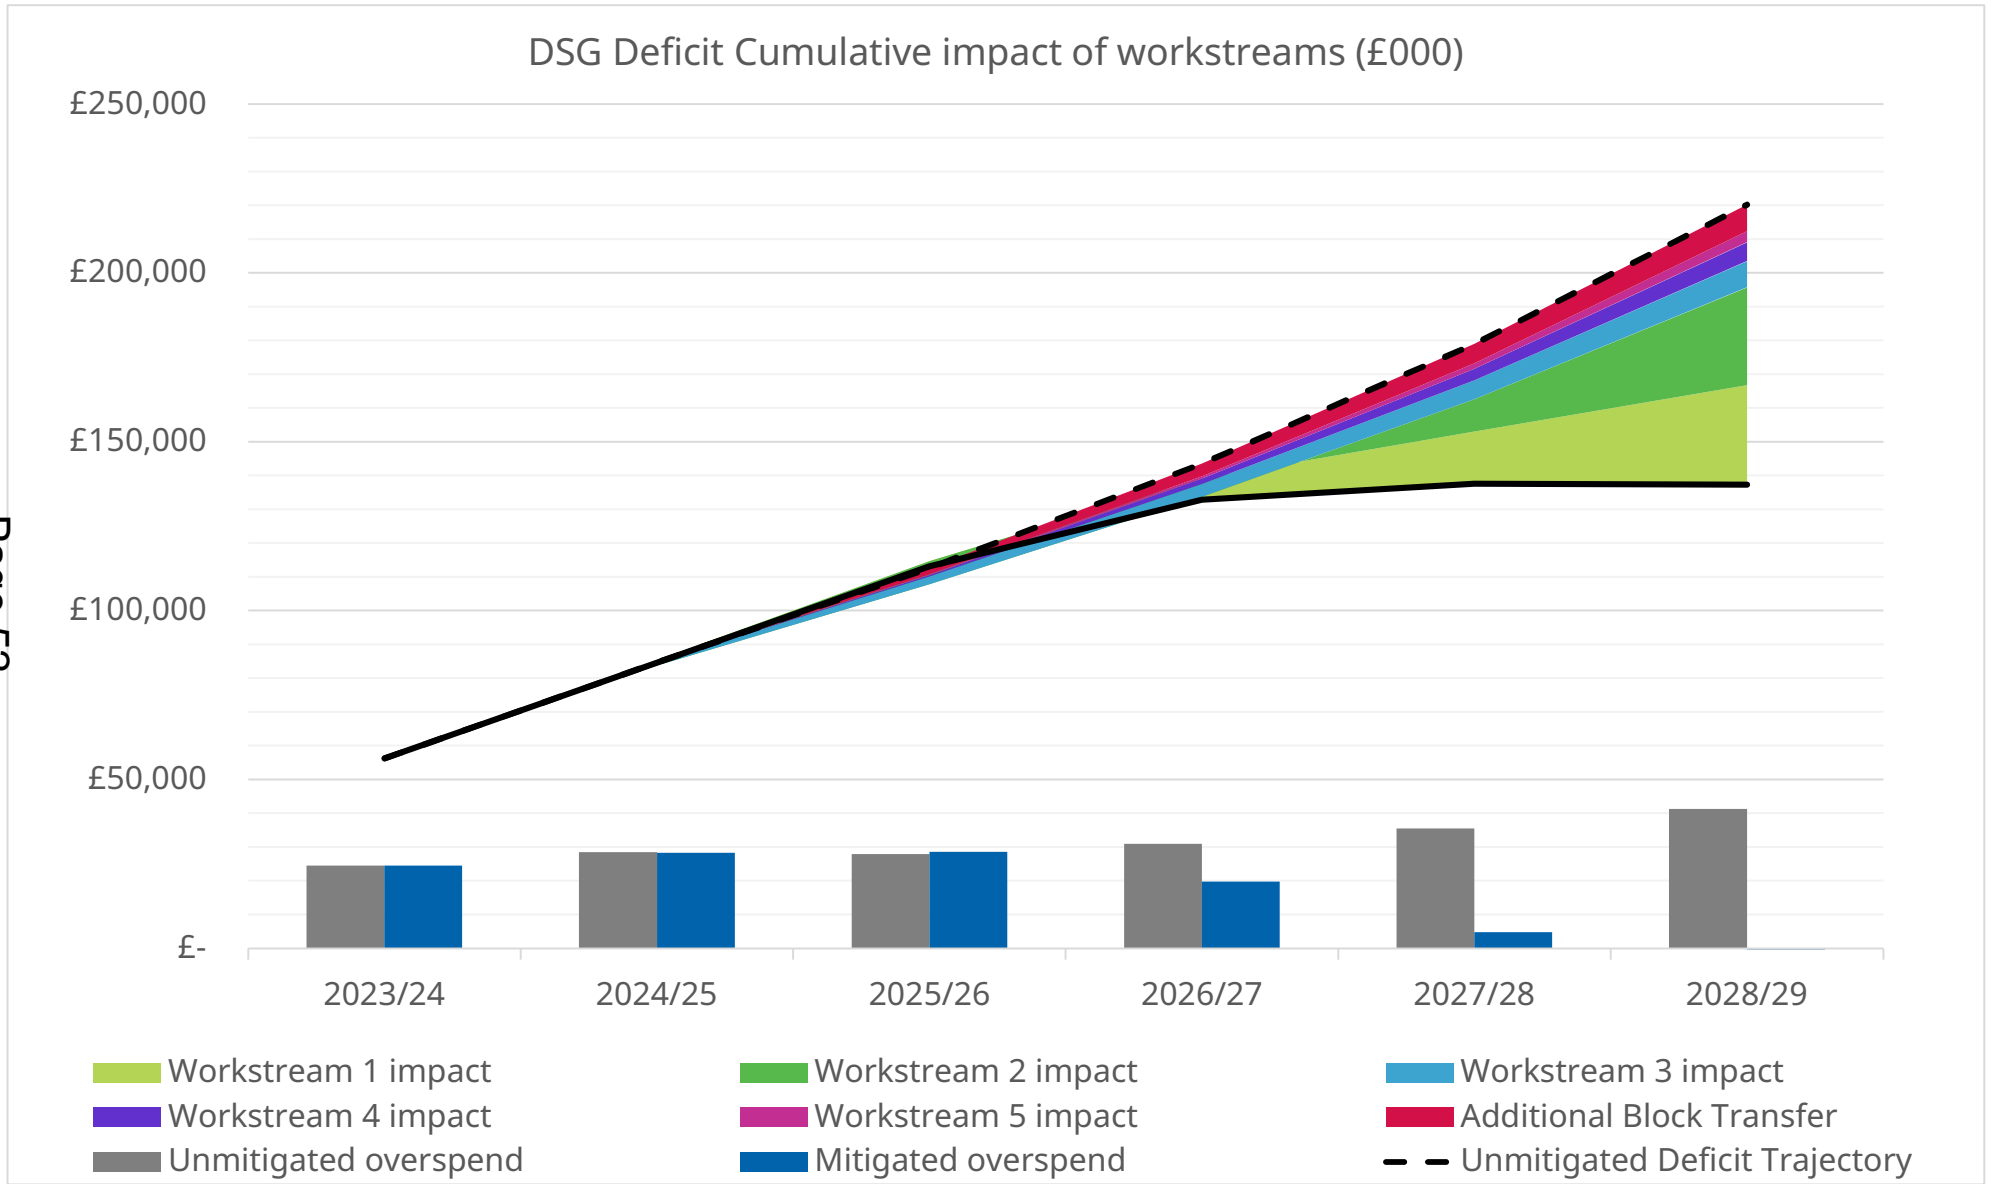 DSG Deficit Cumulative impact of workstreams (£000)
£250,000
£200,000
£150,000
£100,000
£50,000
£-
2023/24 2024/25 2025/26 2026/27 2027/28 2028/29
Workstream 1 impact Workstream 2 impact Workstream 3 impact
Workstream 4 impact Workstream 5 impact Additional Block Transfer
Unmitigated overspend Mitigated overspend Unmitigated Deficit Trajectory